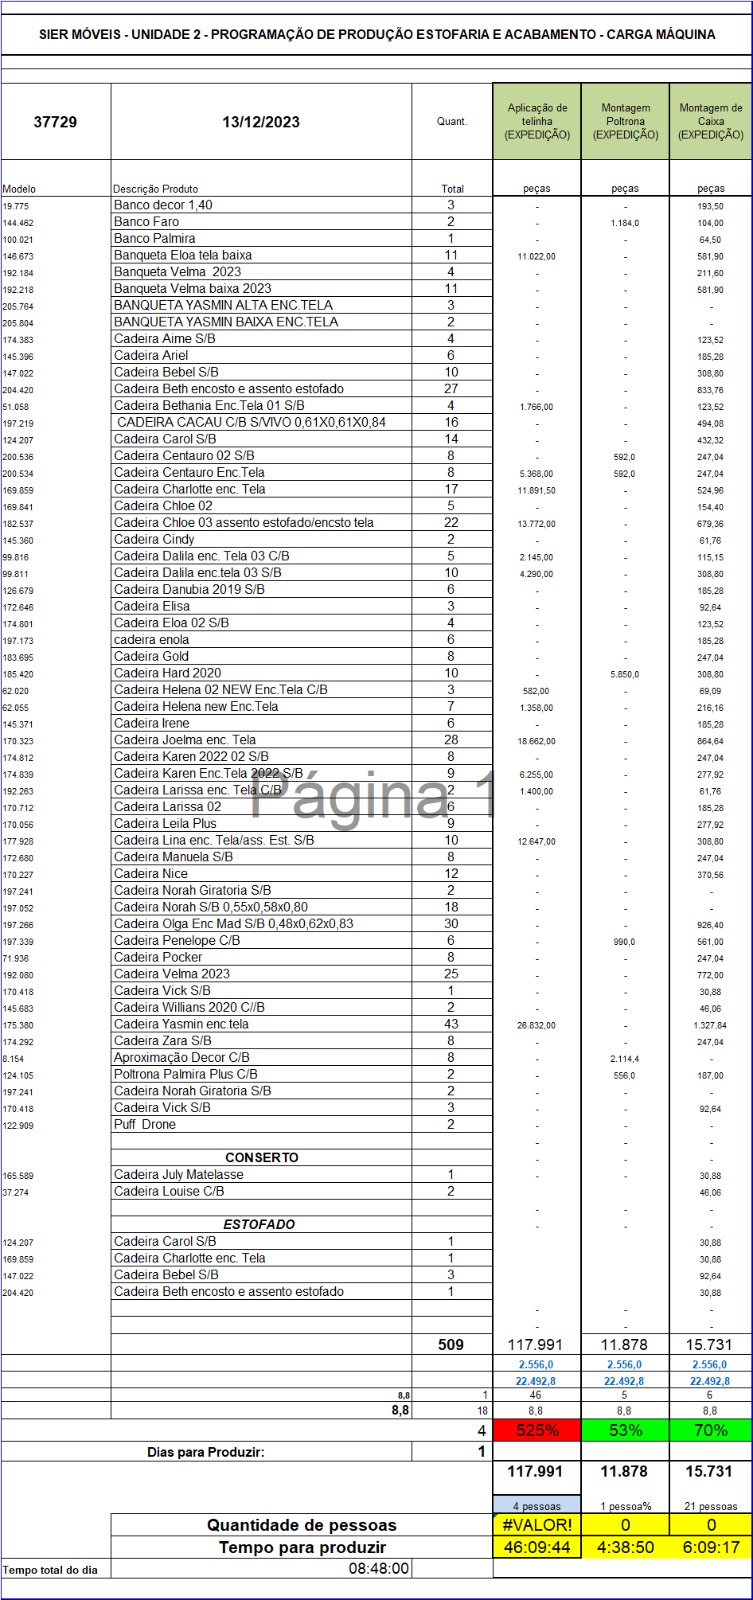 SIER MÓVEIS - UNIDADE 2 - PROGRAMAÇÃO DE PRODUÇÃO ESTOFARIA E ACABAMENTO - CARGA MÁQUINA
37729 13/12/2023 Quant. Aplicação de telinha (EXPEDIÇÃO) Montagem Poltrona (EXPEDIÇÃO) Montagem de Caixa (EXPEDIÇÃO)
Modelo Descrição Produto Total peças peças peças
19.775 Banco decor 1,40 3 - - 193,50
144.462 Banco Faro 2 - 1.184,0 104,00
100.021 Banco Palmira 1 - - 64,50
146.673 Banqueta Eloa tela baixa 11 11.022,00 - 581,90
192.184 Banqueta Velma 2023 4 - - 211,60
192.218 Banqueta Velma baixa 2023 11 - - 581,90
205.764 BANQUETA YASMIN ALTA ENC.TELA 3 - - -
205.804 BANQUETA YASMIN BAIXA ENC.TELA 2 - - -
174.383 Cadeira Aime S/B 4 - - 123,52
145.396 Cadeira Ariel 6 - - 185,28
147.022 Cadeira Bebel S/B 10 - - 308,80
204.420 Cadeira Beth encosto e assento estofado 27 - - 833,76
51.058 Cadeira Bethania Enc.Tela 01 S/B 4 1.766,00 - 123,52
197.219 CADEIRA CACAU C/B S/VIVO 0,61X0,61X0,84 16 - - 494,08
124.207 Cadeira Carol S/B 14 - - 432,32
200.536 Cadeira Centauro 02 S/B 8 - 592,0 247,04
200.534 Cadeira Centauro Enc.Tela 8 5.368,00 592,0 247,04
169.859 Cadeira Charlotte enc. Tela 17 11.891,50 - 524,96
169.841 Cadeira Chloe 02 5 - - 154,40
182.537 Cadeira Chloe 03 assento estofado/encsto tela 22 13.772,00 - 679,36
145.360 Cadeira Cindy 2 - - 61,76
99.816 Cadeira Dalila enc. Tela 03 C/B 5 2.145,00 - 115,15
99.811 Cadeira Dalila enc.tela 03 S/B 10 4.290,00 - 308,80
126.679 Cadeira Danubia 2019 S/B 6 - - 185,28
172.646 Cadeira Elisa 3 - - 92,64
174.801 Cadeira Eloa 02 S/B 4 - - 123,52
197.173 cadeira enola 6 - - 185,28
183.695 Cadeira Gold 8 - - 247,04
185.420 Cadeira Hard 2020 10 - 5.850,0 308,80
62.020 Cadeira Helena 02 NEW Enc.Tela C/B 3 582,00 - 69,09
62.055 Cadeira Helena new Enc.Tela 7 1.358,00 - 216,16
145.371 Cadeira Irene 6 - - 185,28
170.323 Cadeira Joelma enc. Tela 28 18.662,00 - 864,64
174.812 Cadeira Karen 2022 02 S/B 8 - - 247,04
174.839 Cadeira Karen Enc.Tela 2022 S/B 9 6.255,00 - 277,92
192.263 Cadeira Larissa enc. Tela C/B 2 1.400,00 - 61,76
Página 1
170.712 Cadeira Larissa 02 6 - - 185,28
170.056 Cadeira Leila Plus 9 - - 277,92
177.928 Cadeira Lina enc. Tela/ass. Est. S/B 10 12.647,00 - 308,80
172.680 Cadeira Manuela S/B 8 - - 247,04
170.227 Cadeira Nice 12 - - 370,56
197.241 Cadeira Norah Giratoria S/B 2 - - -
197.052 Cadeira Norah S/B 0,55x0,58x0,80 18 - - -
197.266 Cadeira Olga Enc Mad S/B 0,48x0,62x0,83 30 - - 926,40
197.339 Cadeira Penelope C/B 6 - 990,0 561,00
71.936 Cadeira Pocker 8 - - 247,04
192.080 Cadeira Velma 2023 25 - - 772,00
170.418 Cadeira Vick S/B 1 - - 30,88
145.683 Cadeira Willians 2020 C//B 2 - - 46,06
175.380 Cadeira Yasmin enc.tela 43 26.832,00 - 1.327,84
174.292 Cadeira Zara S/B 8 - - 247,04
8.154 Aproximação Decor C/B 8 - 2.114,4 -
124.105 Poltrona Palmira Plus C/B 2 - 556,0 187,00
197.241 Cadeira Norah Giratoria S/B 2 - - -
170.418 Cadeira Vick S/B 3 - - 92,64
122.909 Puff Drone 2 - - -
- - -
CONSERTO - - -
165.589 Cadeira July Matelasse 1 - - 30,88
37.274 Cadeira Louise C/B 2 - - 46,06
- - -
ESTOFADO - - -
124.207 Cadeira Carol S/B 1 30,88
169.859 Cadeira Charlotte enc. Tela 1 30,88
147.022 Cadeira Bebel S/B 3 92,64
204.420 Cadeira Beth encosto e assento estofado 1 30,88
- - -
- - -
509 117.991 11.878 15.731
2.556,0 2.556,0 2.556,0
22.492,8 22.492,8 22.492,8
8,8 1 46 5 6
8,8 18 8,8 8,8 8,8
4 525% 53% 70%
Dias para Produzir: 1
117.991 11.878 15.731
4 pessoas 1 pessoa% 21 pessoas
Quantidade de pessoas #VALOR! 0 0
Tempo para produzir 46:09:44 4:38:50 6:09:17
Tempo total do dia 08:48:00